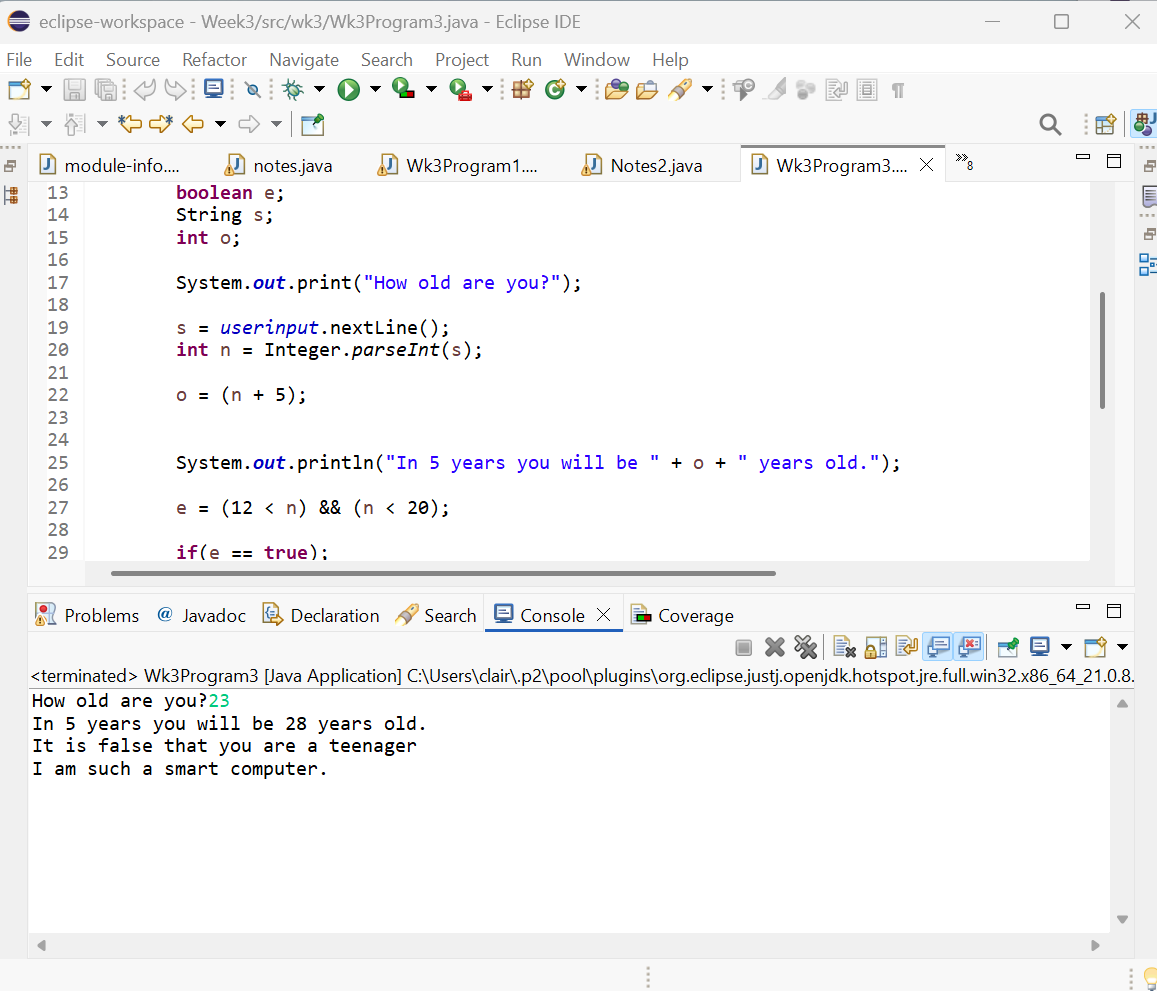 eclipse-workspace - Week3/src/wk3/Wk3Program3.java - Eclipse IDE
File Edit Source Refactor Navigate Search Project Run Window Help
module-info.... notes.java Wk3Program1.... Notes2.java Wk3Program3.... »8
13 boolean e;
14 String s;
15 int o;
16
17 System.out.print("How old are you?");
18
19 s = userinput.nextLine();
20 int n = Integer.parseInt(s);
21
22 o = (n + 5);
23
24
25 System.out.println("In 5 years you will be " + o + " years old.");
26
27 e = (12 < n) && (n < 20);
28
29 if(e == true);
Problems @ Javadoc Declaration Search Console Coverage
<terminated> Wk3Program3 [Java Application] C:\Users\clair\.p2\pool\plugins\org.eclipse.justj.openjdk.hotspot.jre.full.win32.x86_64_21.0.8.
How old are you?23
In 5 years you will be 28 years old.
It is false that you are a teenager
I am such a smart computer.